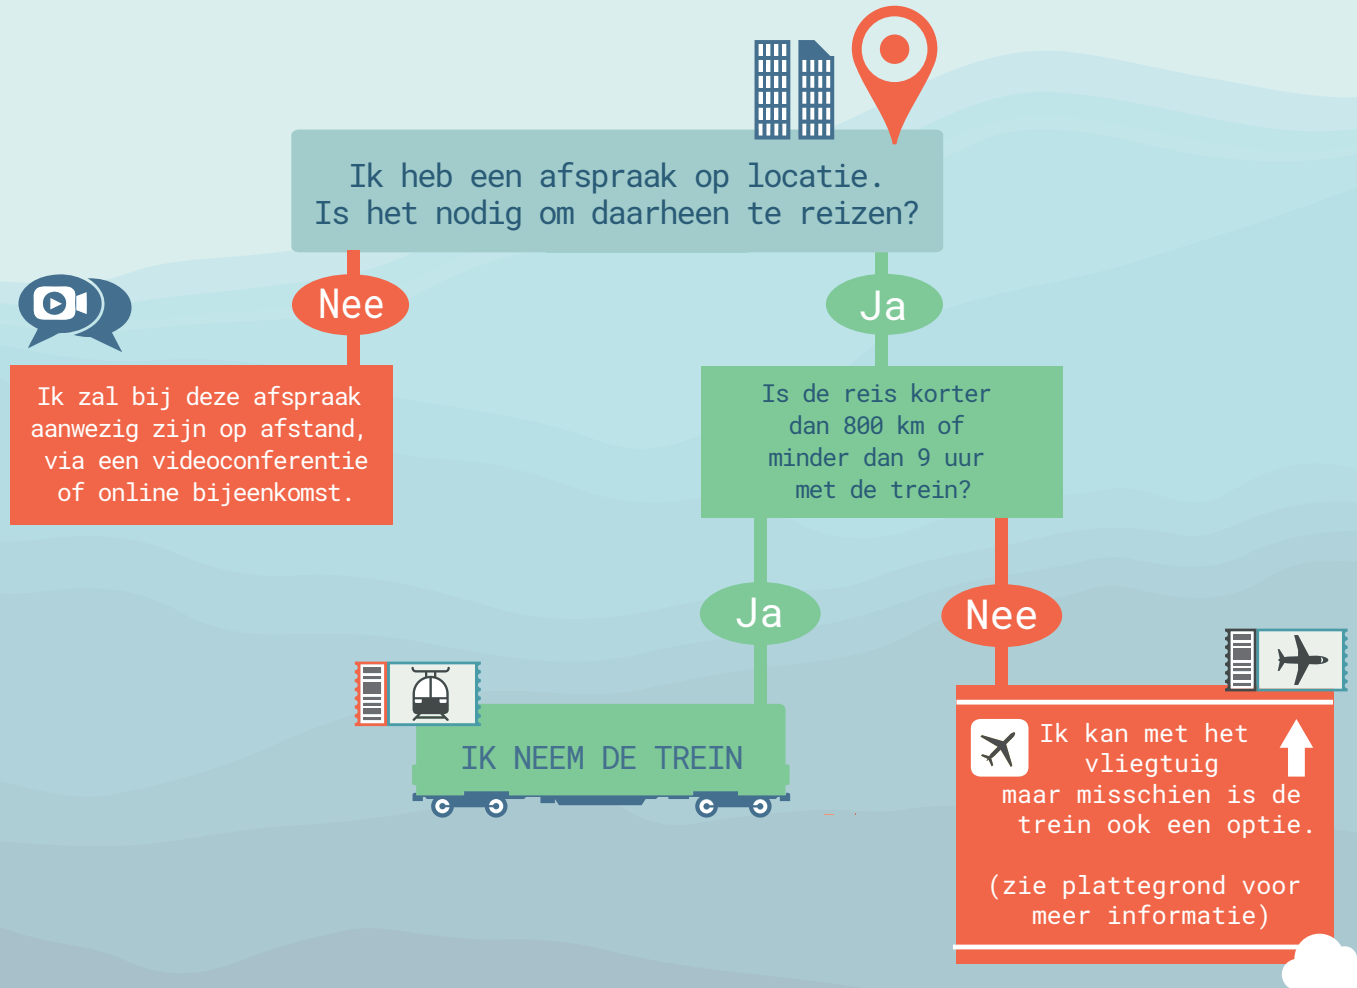 Ik heb een afspraak op locatie.
Is het nodig om daarheen te reizen?
Nee
Ja
Ik zal bij deze afspraak
aanwezig zijn op afstand,
via een videoconferentie
of online bijeenkomst.
Is de reis korter
dan 800 km of
minder dan 9 uur
met de trein?
Ja
Nee
IK NEEM DE TREIN
Ik kan met het
vliegtuig
maar misschien is de
trein ook een optie.
(zie plattegrond voor
meer informatie)